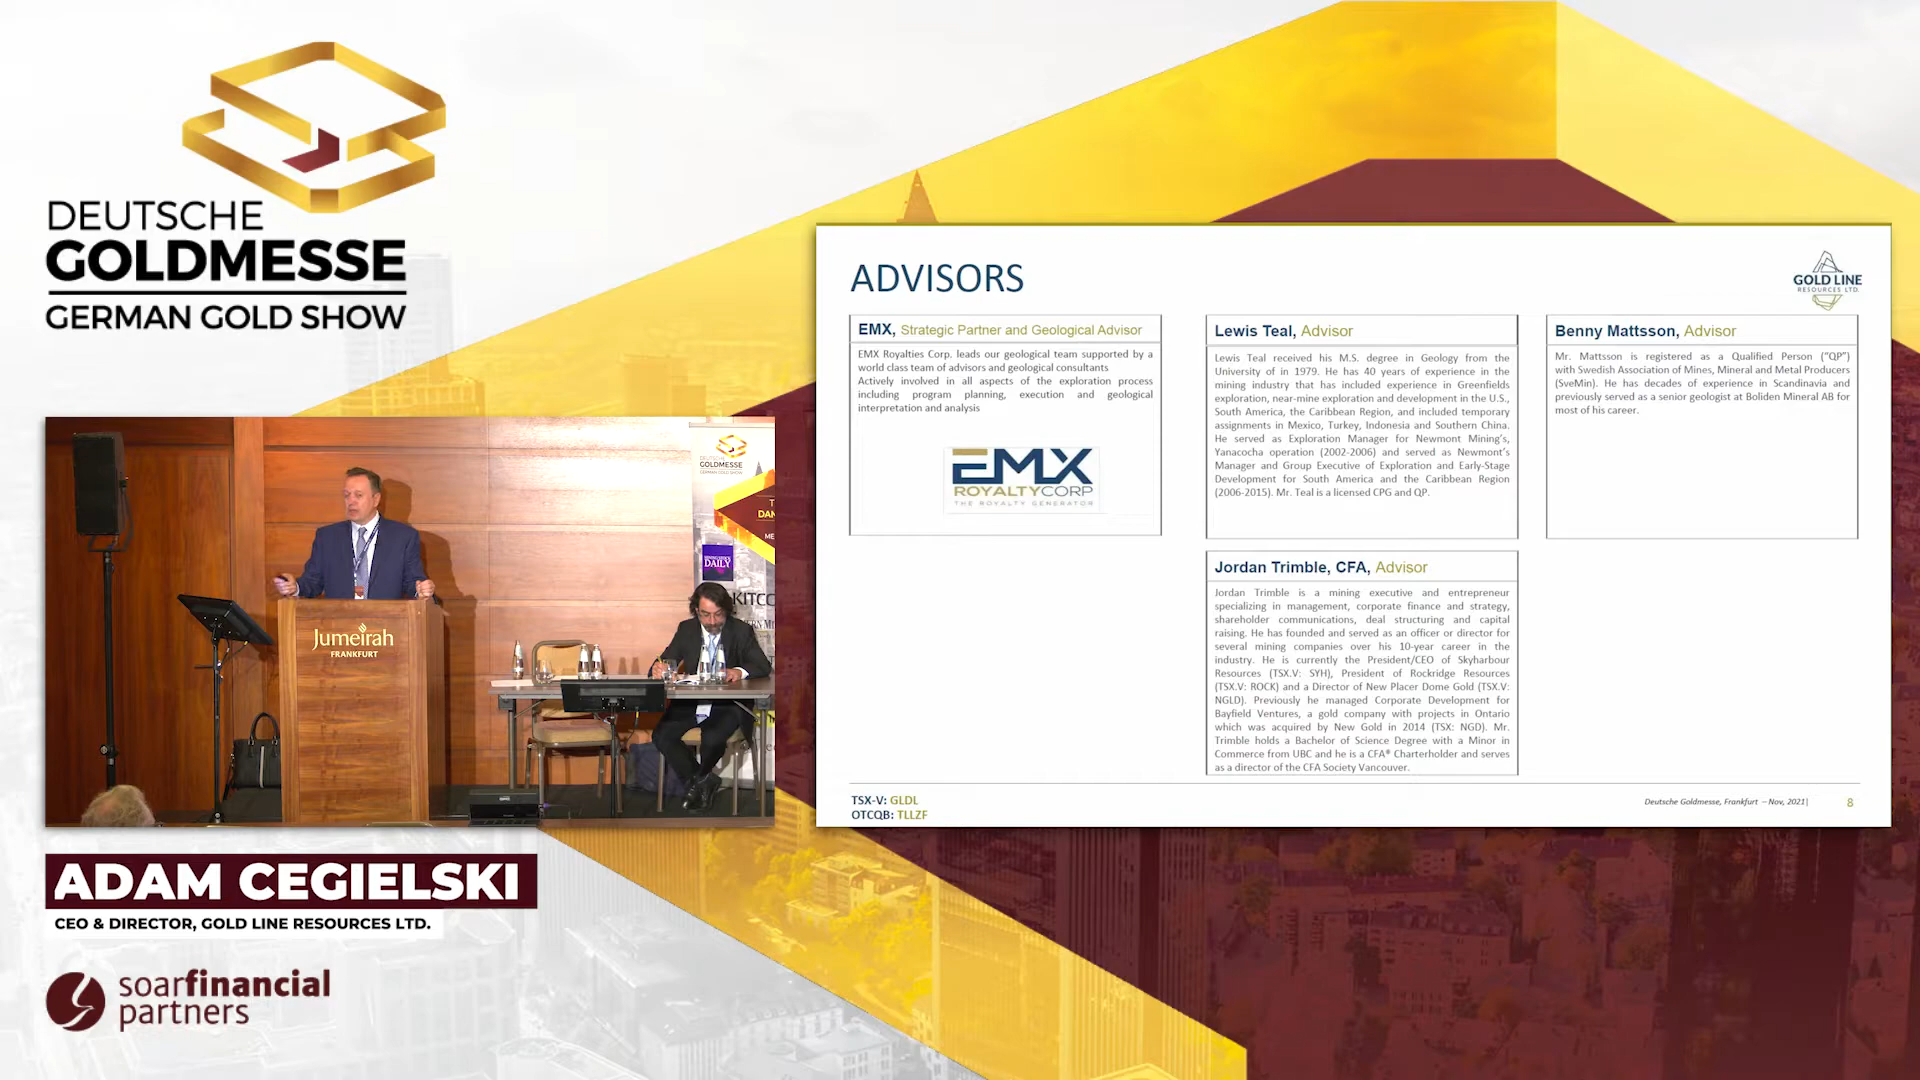 DEUTSCHE
GOLDMESSE
GERMAN GOLD SHOW
DEUTSCHE
GOLDMESSE
GERMAN GOLD SHOW
DAILY
KITCO
Jumeirah
FRANKFURT
ADAM CEGIELSKI
CEO & DIRECTOR, GOLD LINE RESOURCES LTD.
soarfinancial
partners
ADVISORS
GOLD LINE
RESOURCES LTD.
EMX, Strategic Partner and Geological Advisor
EMX Royalties Corp. leads our geological team supported by a
world class team of advisors and geological consultants
Actively involved in all aspects of the exploration process
including program planning, execution and geological
interpretation and analysis
EMX
ROYALTYCORP
THE ROYALTY GENERATOR
Lewis Teal, Advisor
Lewis Teal received his M.S. degree in Geology from the
University of in 1979. He has 40 years of experience in the
mining industry that has included experience in Greenfields
exploration, near-mine exploration and development in the U.S.,
South America, the Caribbean Region, and included temporary
assignments in Mexico, Turkey, Indonesia and Southern China.
He served as Exploration Manager for Newmont Mining's,
Yanacocha operation (2002-2006) and served as Newmont's
Manager and Group Executive of Exploration and Early-Stage
Development for South America and the Caribbean Region
(2006-2015). Mr. Teal is a licensed CPG and QP.
Benny Mattsson, Advisor
Mr. Mattsson is registered as a Qualified Person ("QP")
with Swedish Association of Mines, Mineral and Metal Producers
(SveMin). He has decades of experience in Scandinavia and
previously served as a senior geologist at Boliden Mineral AB for
most of his career.
Jordan Trimble, CFA, Advisor
Jordan Trimble is a mining executive and entrepreneur
specializing in management, corporate finance and strategy,
shareholder communications, deal structuring and capital
raising. He has founded and served as an officer or director for
several mining companies over his 10-year career in the
industry. He is currently the President/CEO of Skyharbour
Resources (TSX.V: SYH), President of Rockridge Resources
(TSX.V: ROCK) and a Director of New Placer Dome Gold (TSX.V:
NGLD). Previously he managed Corporate Development for
Bayfield Ventures, a gold company with projects in Ontario
which was acquired by New Gold in 2014 (TSX: NGD). Mr.
Trimble holds a Bachelor of Science Degree with a Minor in
Commerce from UBC and he is a CFA® Charterholder and serves
as a director of the CFA Society Vancouver.
TSX-V: GLDL
OTCQB: TLLZF
Deutsche Goldmesse, Frankfurt – Nov, 2021|
8